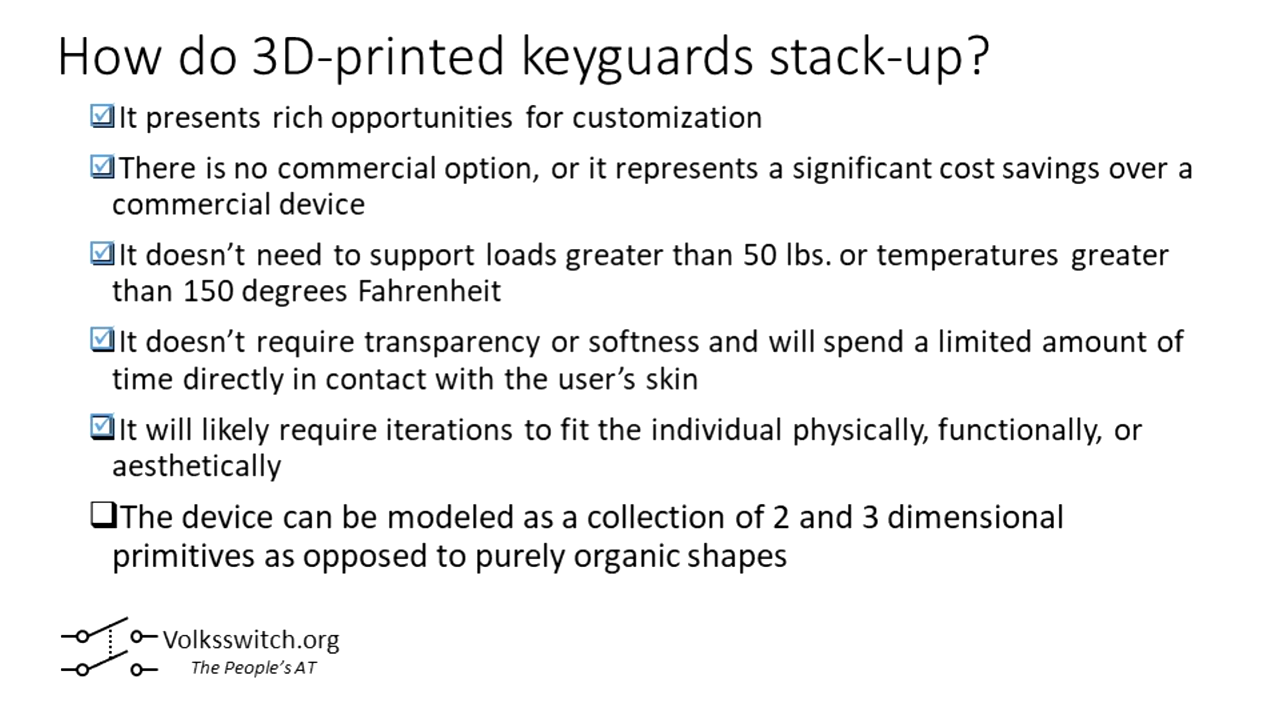 How do 3D-printed keyguards stack-up?
It presents rich opportunities for customization
There is no commercial option, or it represents a significant cost savings over a
commercial device
It doesn’t need to support loads greater than 50 lbs. or temperatures greater
than 150 degrees Fahrenheit
It doesn’t require transparency or softness and will spend a limited amount of
time directly in contact with the user’s skin
It will likely require iterations to fit the individual physically, functionally, or
aesthetically
The device can be modeled as a collection of 2 and 3 dimensional
primitives as opposed to purely organic shapes
Volksswitch.org
The People’s AT